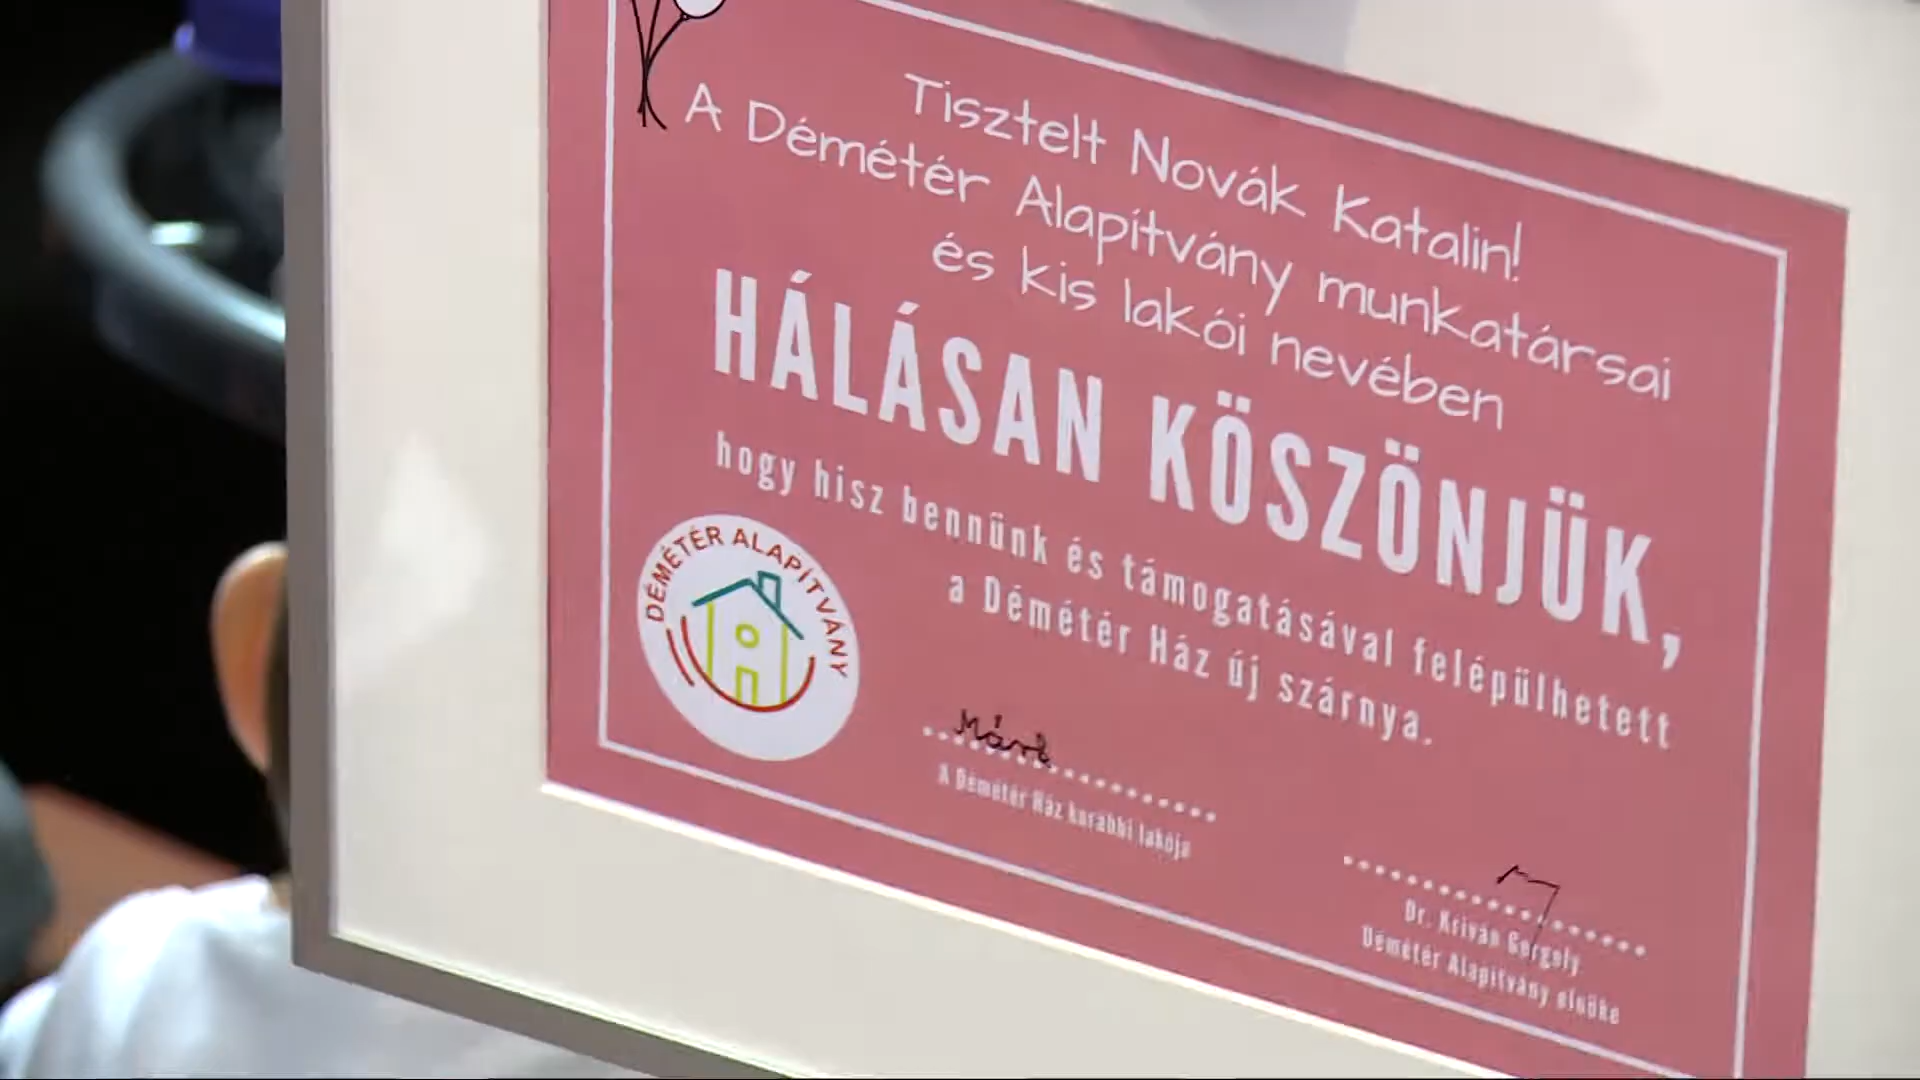 Tisztelt Novák Katalin!
A Démétér Alapítvány munkatársai
és kis lakói nevében
HÁLÁSAN KÖSZÖNJÜK,
hogy hisz bennünk és támogatásával felépülhetett
a Démétér Ház új szárnya.
DÉMÉTÉR ALAPÍTVÁNY
Márk
A Démétér Ház korábbi lakója
Dr. Kriván Gergely
Démétér Alapítvány elnöke